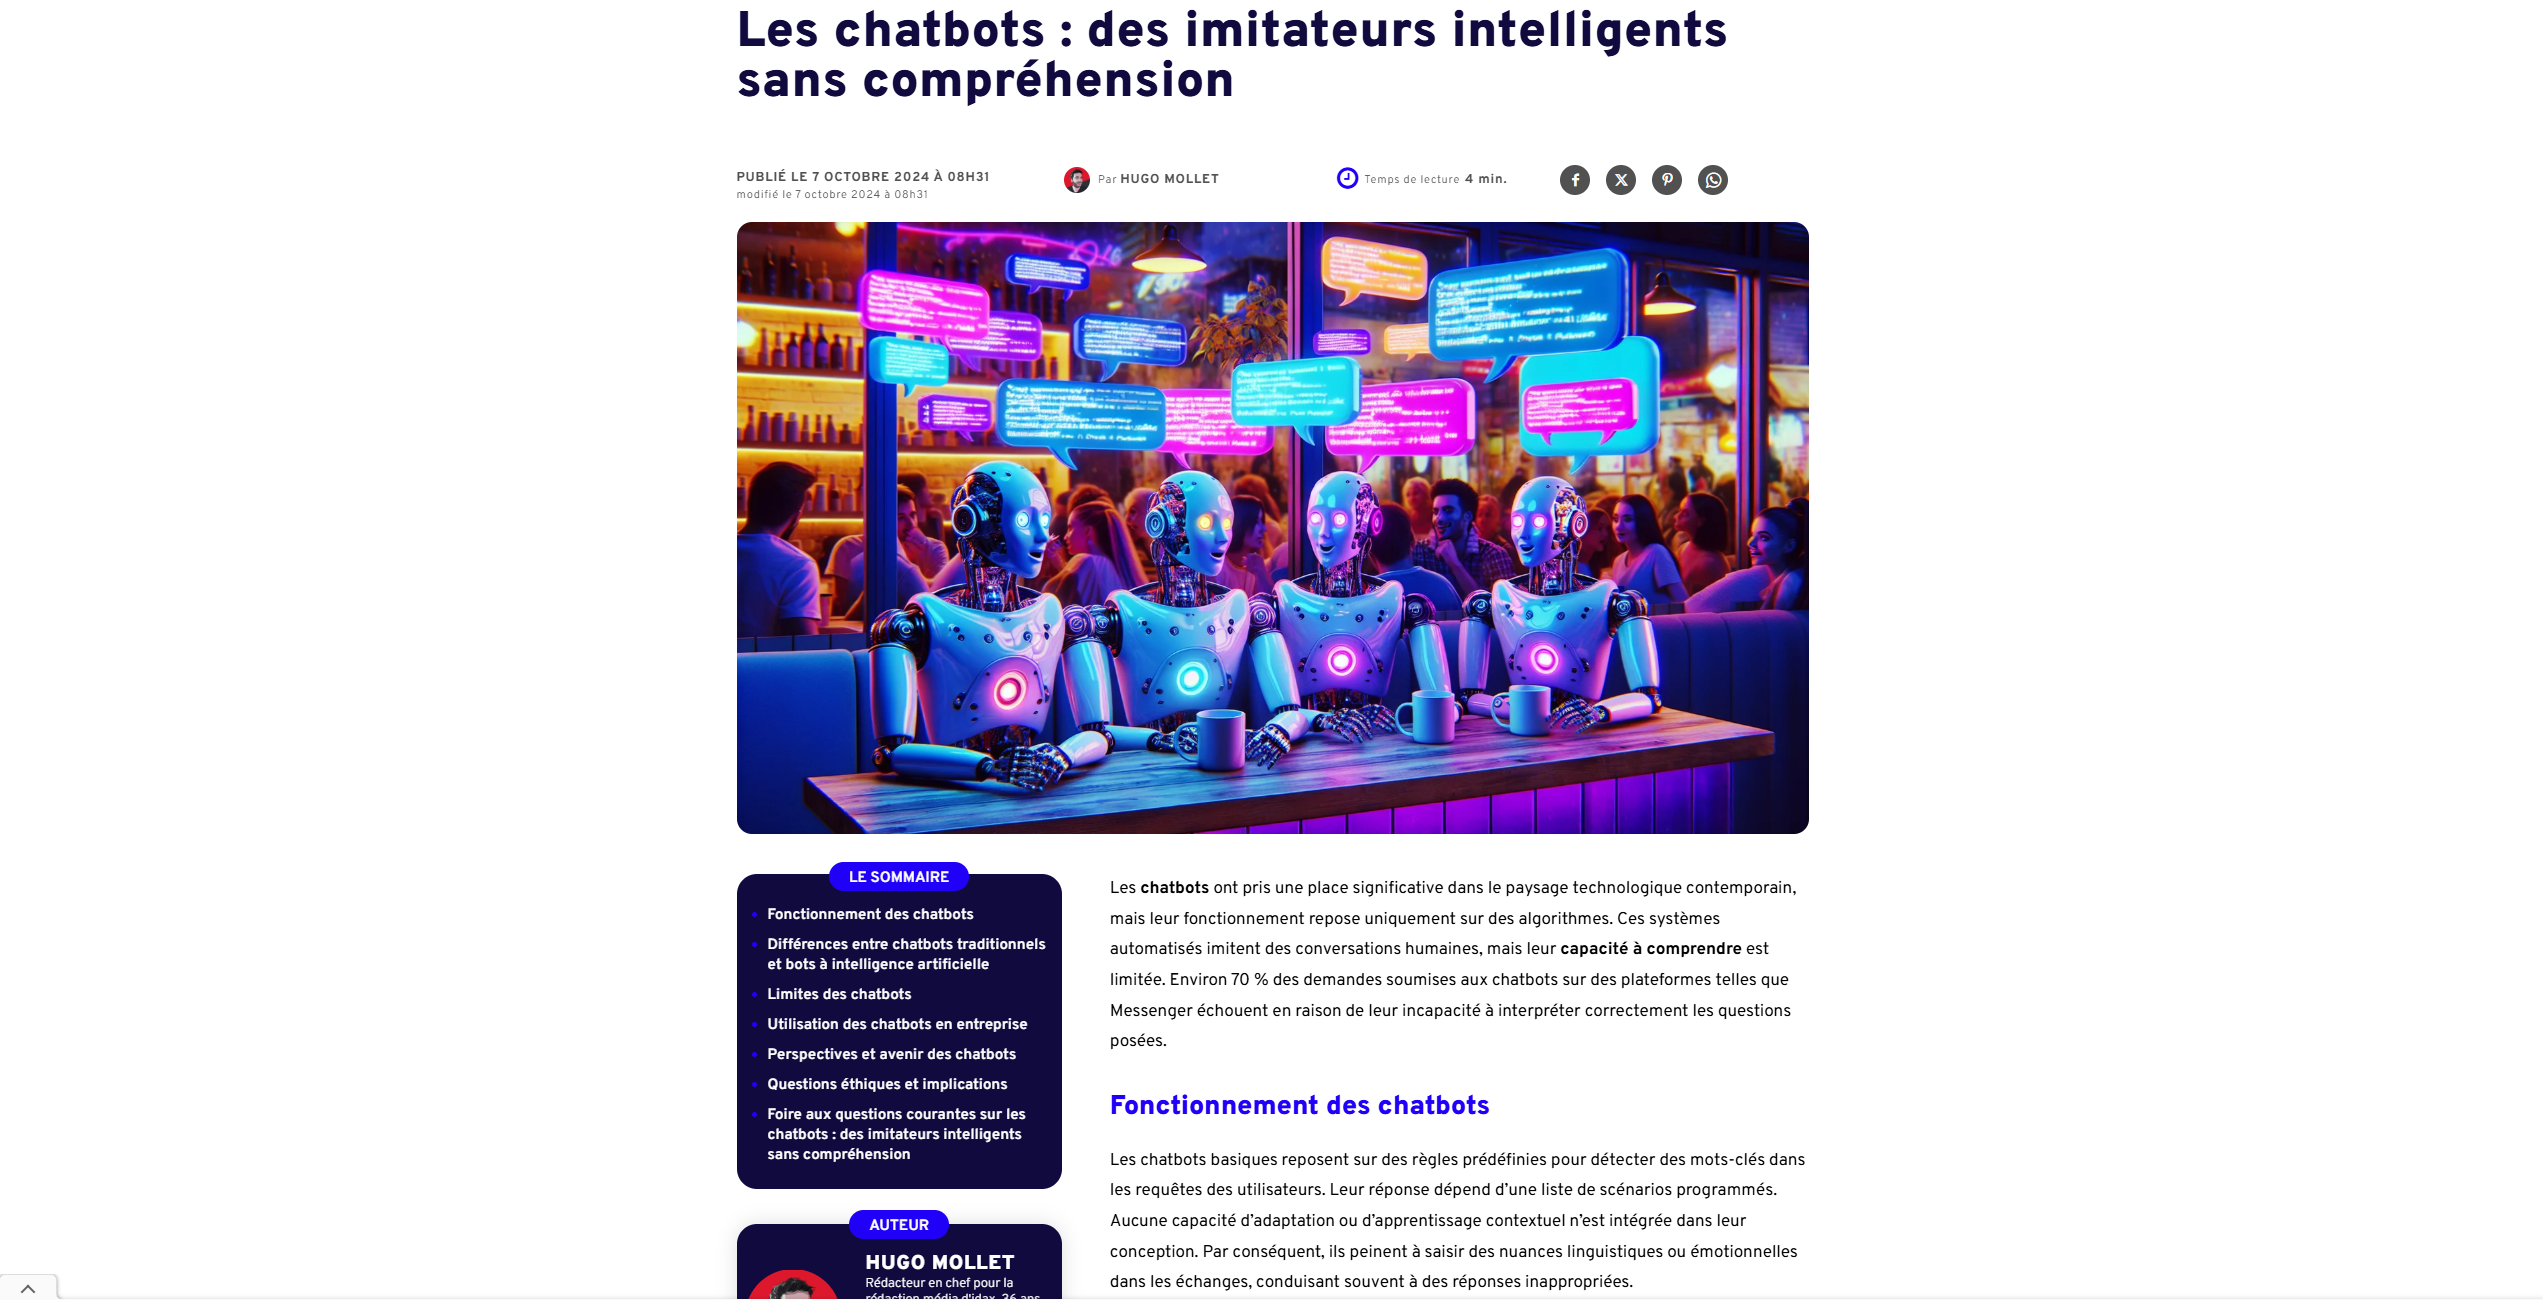 Les chatbots : des imitateurs intelligents
sans compréhension
PUBLIÉ LE 7 OCTOBRE 2024 À 08H31
modifié le 7 octobre 2024 à 08h31
Par HUGO MOLLET
Temps de lecture 4 min.
LE SOMMAIRE
Fonctionnement des chatbots
Différences entre chatbots traditionnels
et bots à intelligence artificielle
Limites des chatbots
Utilisation des chatbots en entreprise
Perspectives et avenir des chatbots
Questions éthiques et implications
Foire aux questions courantes sur les
chatbots : des imitateurs intelligents
sans compréhension
AUTEUR
HUGO MOLLET
Rédacteur en chef pour la
rédaction média d'idax, 36 ans
Les chatbots ont pris une place significative dans le paysage technologique contemporain,
mais leur fonctionnement repose uniquement sur des algorithmes. Ces systèmes
automatisés imitent des conversations humaines, mais leur capacité à comprendre est
limitée. Environ 70 % des demandes soumises aux chatbots sur des plateformes telles que
Messenger échouent en raison de leur incapacité à interpréter correctement les questions
posées.
Fonctionnement des chatbots
Les chatbots basiques reposent sur des règles prédéfinies pour détecter des mots-clés dans
les requêtes des utilisateurs. Leur réponse dépend d’une liste de scénarios programmés.
Aucune capacité d’adaptation ou d’apprentissage contextuel n’est intégrée dans leur
conception. Par conséquent, ils peinent à saisir des nuances linguistiques ou émotionnelles
dans les échanges, conduisant souvent à des réponses inappropriées.